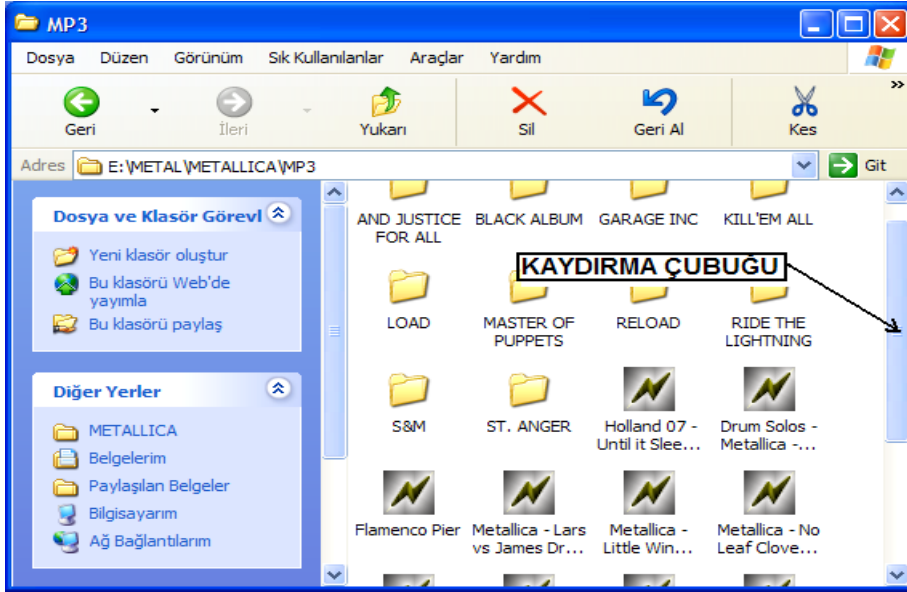 MP3
Dosya Düzen Görünüm Sık Kullanılanlar Araçlar Yardım
»
Geri İleri Yukarı Sil Geri Al Kes
Adres E:\METAL\METALLICA\MP3 Git
Dosya ve Klasör Görevl
Yeni klasör oluştur
Bu klasörü Web'de
yayımla
Bu klasörü paylaş
Diğer Yerler
METALLICA
Belgelerim
Paylaşılan Belgeler
Bilgisayarım
Ağ Bağlantılarım
AND JUSTICE
FOR ALL
BLACK ALBUM
GARAGE INC
KILL'EM ALL
KAYDIRMA ÇUBUĞU
LOAD
MASTER OF
PUPPETS
RELOAD
RIDE THE
LIGHTNING
S&M
ST. ANGER
Holland 07 -
Until it Slee...
Drum Solos -
Metallica -...
Flamenco Pier
Metallica - Lars
vs James Dr...
Metallica -
Little Win...
Metallica - No
Leaf Clove...